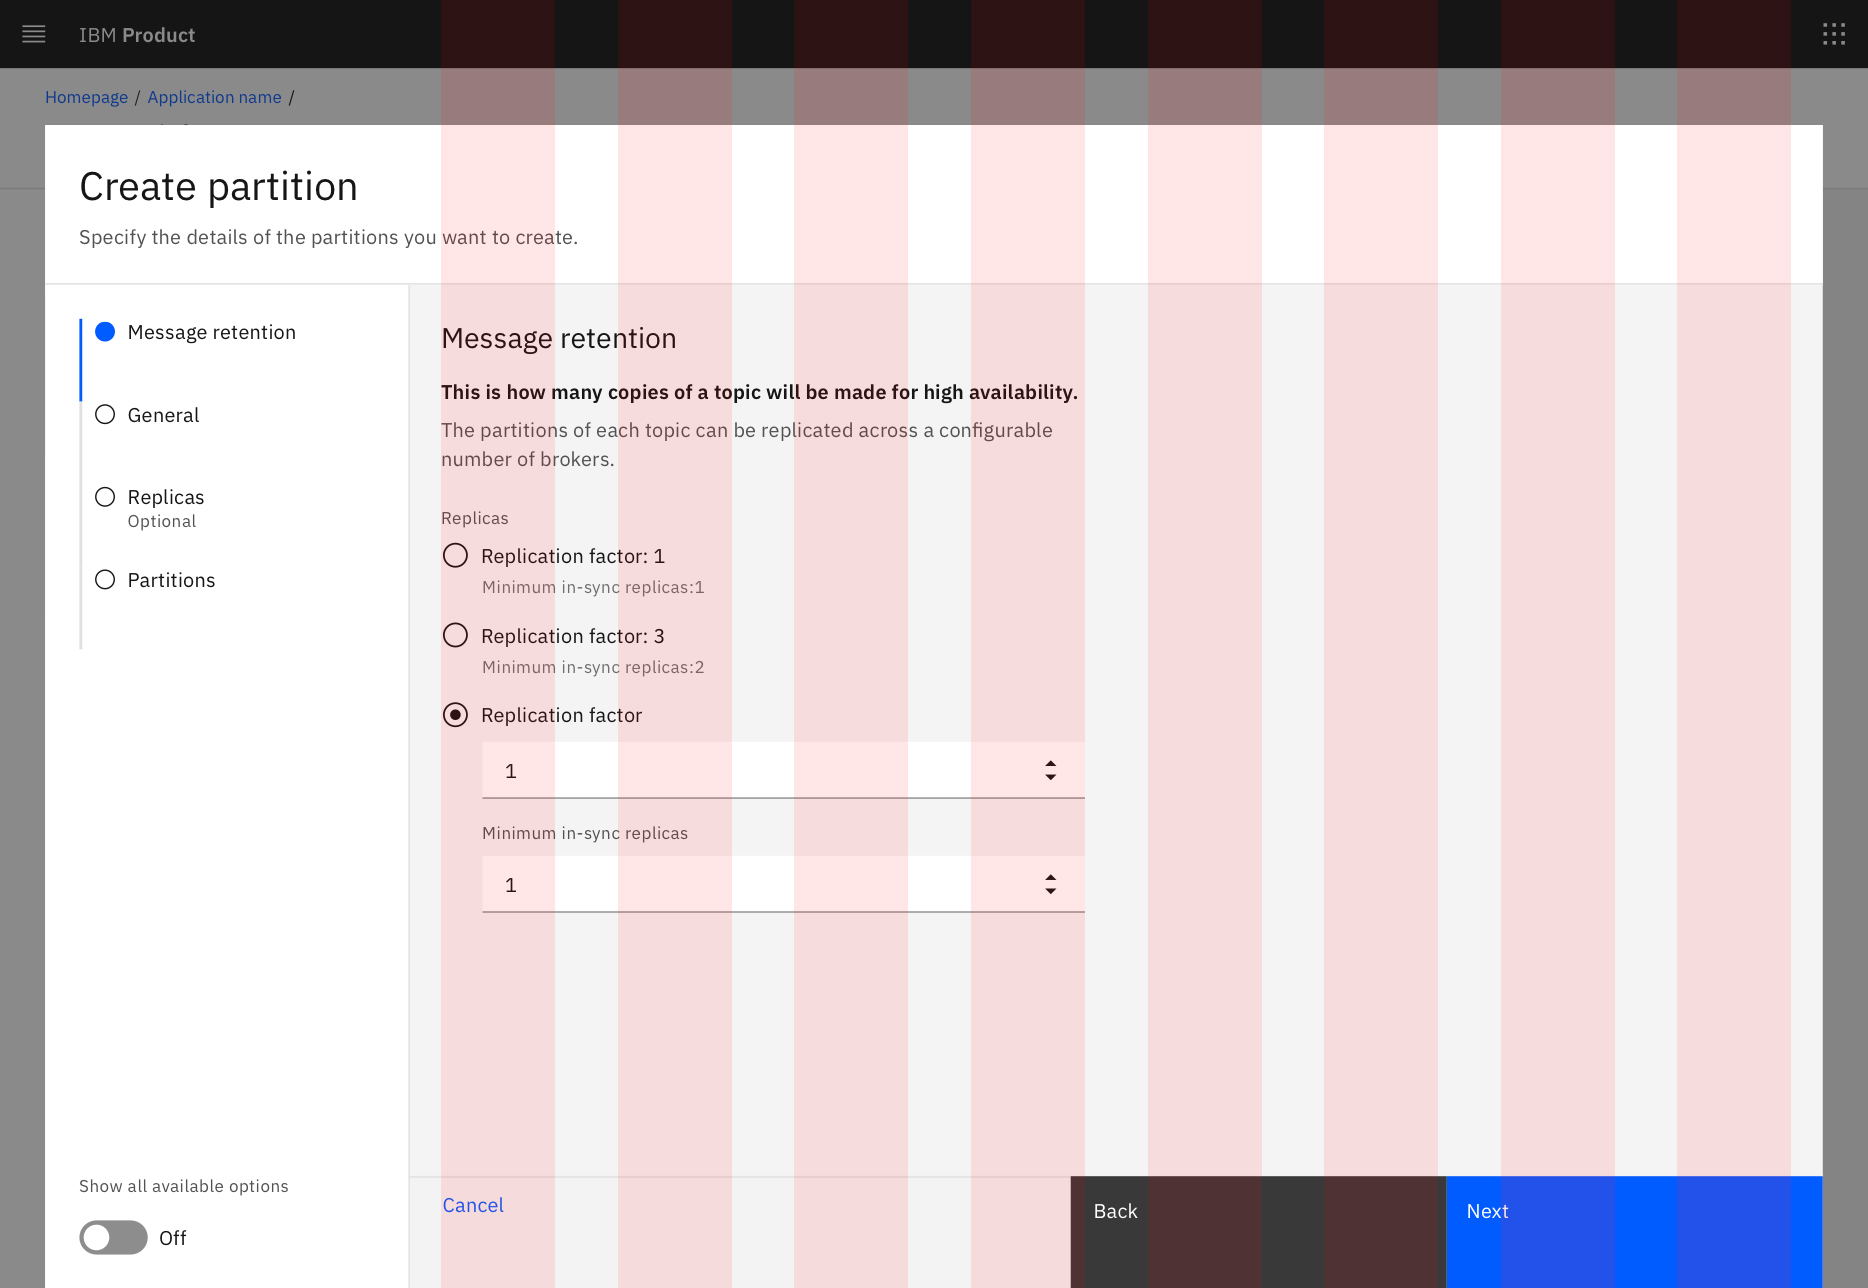 IBM Product
Homepage / Application name /
Create partition
Specify the details of the partitions you want to create.
Message retention
General
Replicas
Optional
Partitions
Show all available options
Off
Message retention
This is how many copies of a topic will be made for high availability.
The partitions of each topic can be replicated across a configurable
number of brokers.
Replicas
Replication factor: 1
Minimum in-sync replicas:1
Replication factor: 3
Minimum in-sync replicas:2
Replication factor
1
Minimum in-sync replicas
1
Cancel
Back
Next